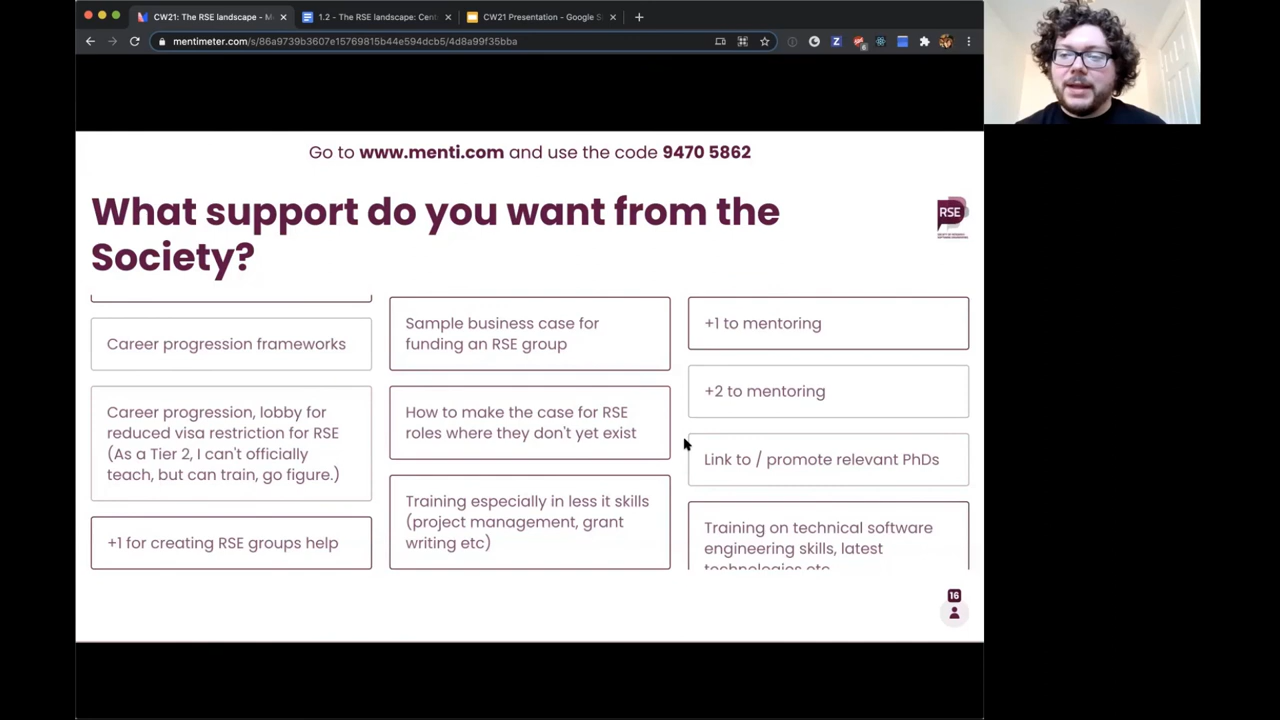 CW21: The RSE landscape - M
1.2 - The RSE landscape: Cen
CW21 Presentation - Google S
mentimeter.com/s/86a9739b3607e15769815b44e594dcb5/4d8a99f35bba
Go to www.menti.com and use the code 9470 5862
What support do you want from the
Society?
RSE
Career progression frameworks
Career progression, lobby for
reduced visa restriction for RSE
(As a Tier 2, I can't officially
teach, but can train, go figure.)
+1 for creating RSE groups help
Sample business case for
funding an RSE group
How to make the case for RSE
roles where they don't yet exist
Training especially in less it skills
(project management, grant
writing etc)
+1 to mentoring
+2 to mentoring
Link to / promote relevant PhDs
Training on technical software
engineering skills, latest
technologies etc
16